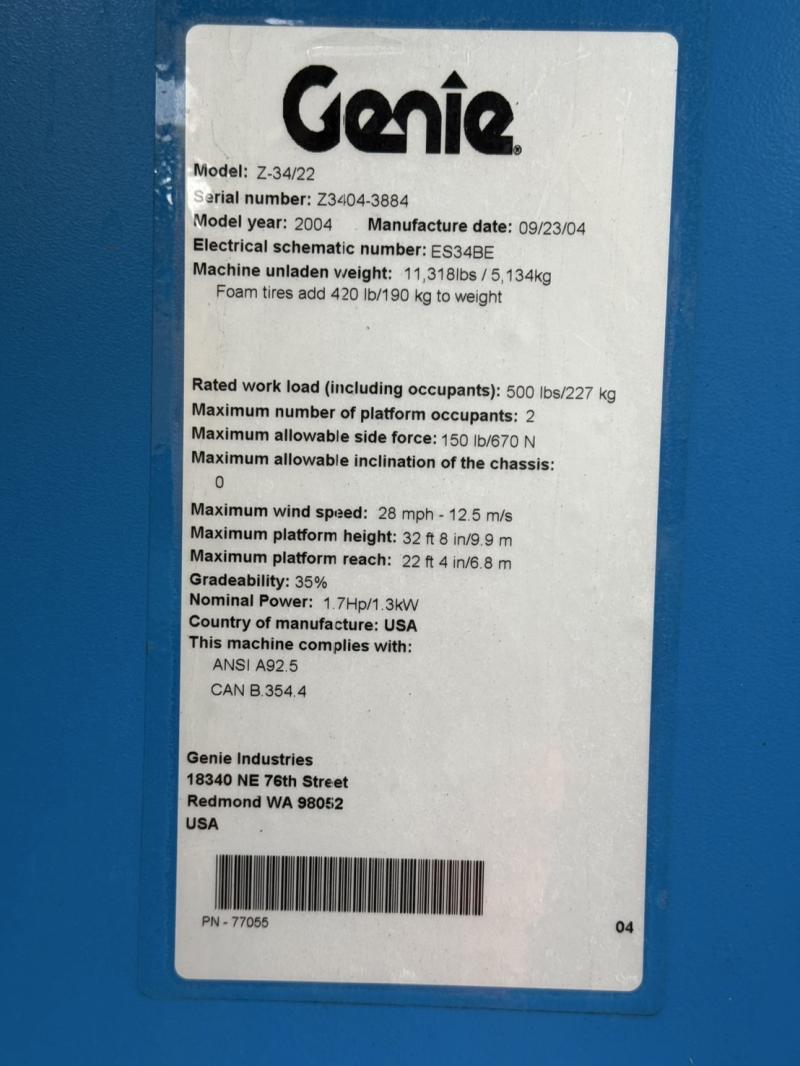 Genie®
Model: Z-34/22
Serial number: Z3404-3884
Model year: 2004 Manufacture date: 09/23/04
Electrical schematic number: ES34BE
Machine unladen weight: 11,318lbs / 5,134kg
Foam tires add 420 lb/190 kg to weight
Rated work load (including occupants): 500 lbs/227 kg
Maximum number of platform occupants: 2
Maximum allowable side force: 150 lb/670 N
Maximum allowable inclination of the chassis:
0
Maximum wind speed: 28 mph - 12.5 m/s
Maximum platform height: 32 ft 8 in/9.9 m
Maximum platform reach: 22 ft 4 in/6.8 m
Gradeability: 35%
Nominal Power: 1.7Hp/1.3kW
Country of manufacture: USA
This machine complies with:
ANSI A92.5
CAN B.354.4
Genie Industries
18340 NE 76th Street
Redmond WA 98052
USA
PN - 77055
04